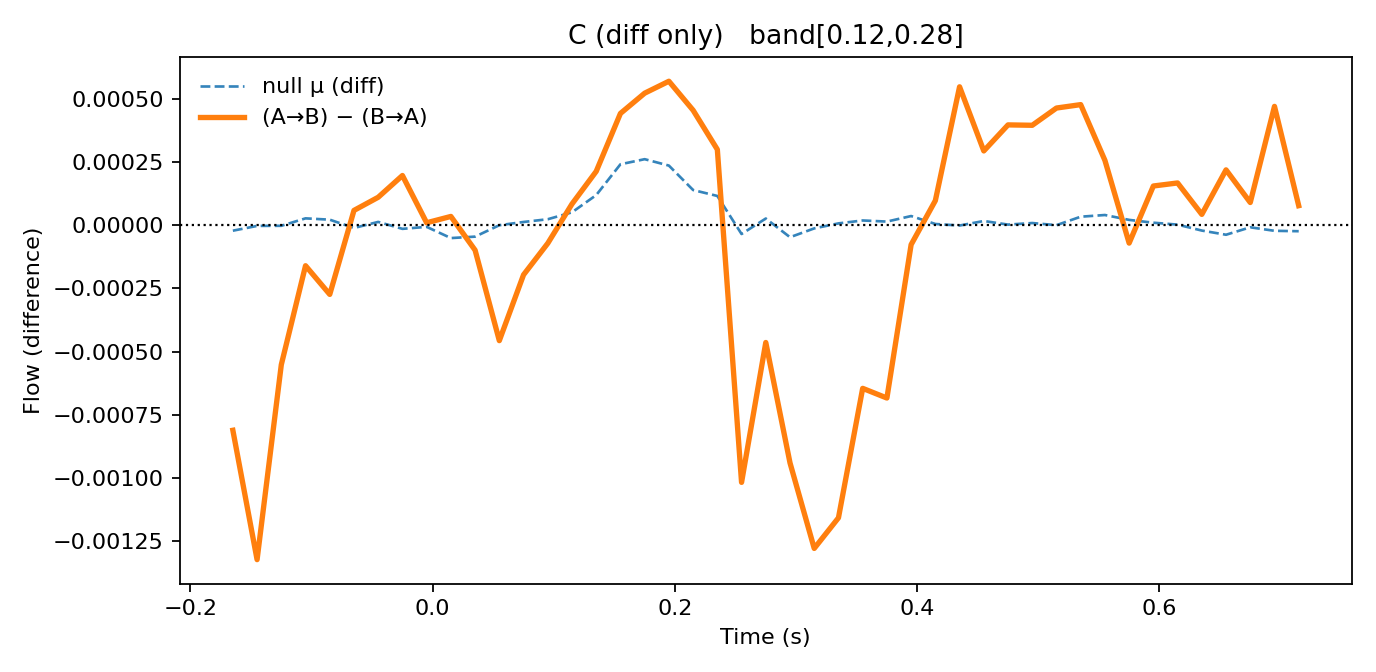 C (diff only)   band[0.12,0.28]
null μ (diff)
(A→B) − (B→A)
0.00050
0.00025
0.00000
−0.00025
−0.00050
−0.00075
−0.00100
−0.00125
Flow (difference)
−0.2
0.0
0.2
0.4
0.6
Time (s)